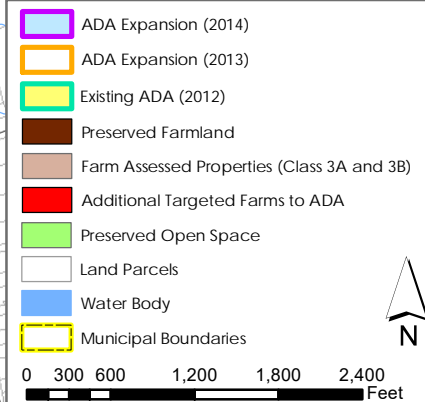 ADA Expansion (2014)
ADA Expansion (2013)
Existing ADA (2012)
Preserved Farmland
Farm Assessed Properties (Class 3A and 3B)
Additional Targeted Farms to ADA
Preserved Open Space
Land Parcels
Water Body
Municipal Boundaries
N
0 300 600 1,200 1,800 2,400
Feet